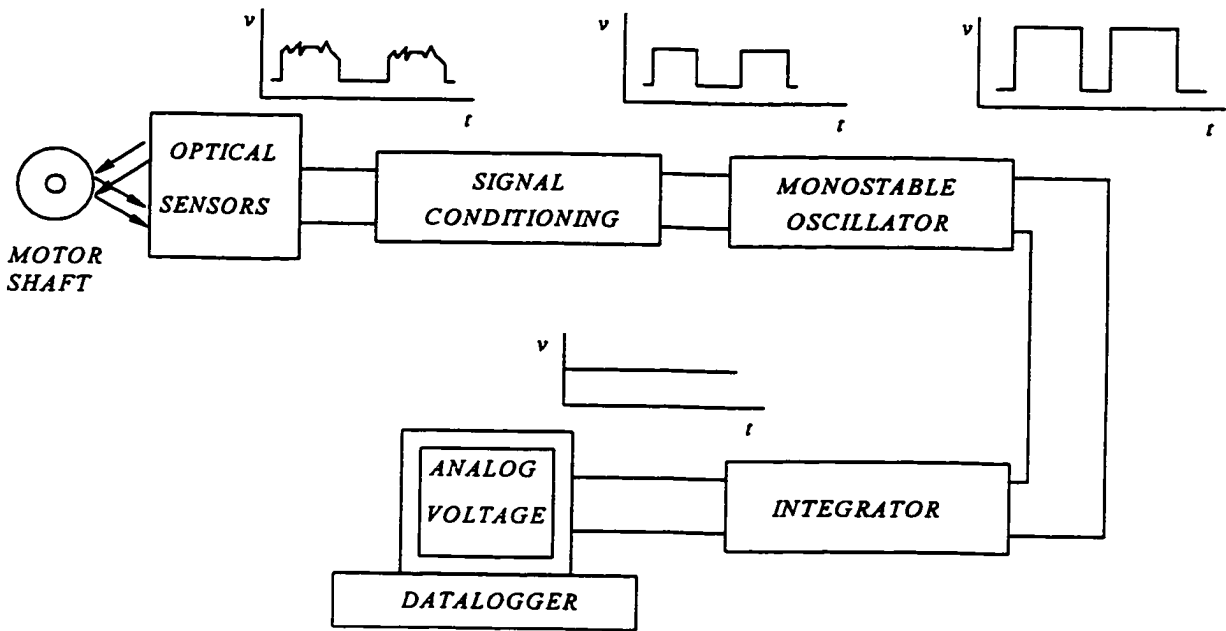 v
t
v
t
v
t
OPTICAL
SENSORS
SIGNAL
CONDITIONING
MONOSTABLE
OSCILLATOR
MOTOR
SHAFT
v
t
ANALOG
VOLTAGE
INTEGRATOR
DATALOGGER